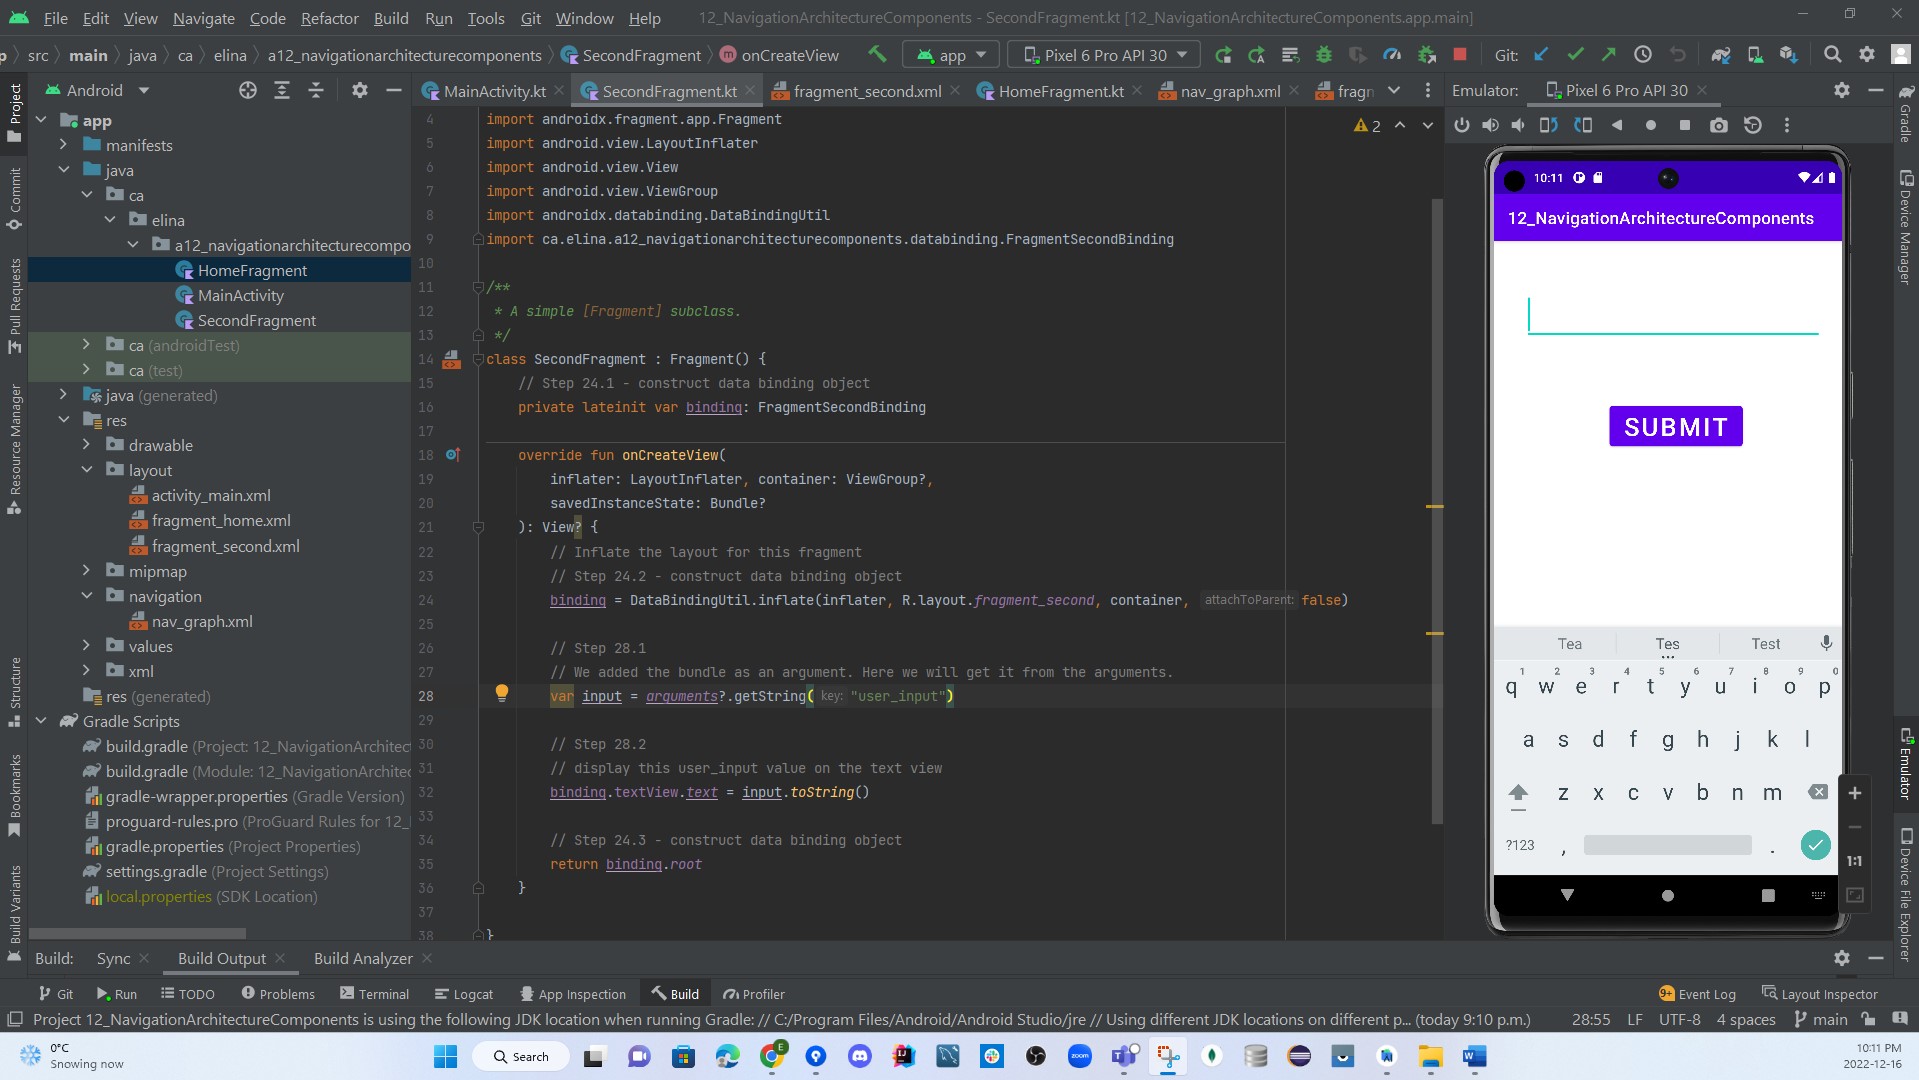 File Edit View Navigate Code Refactor Build Run Tools Git Window Help 12_NavigationArchitectureComponents - SecondFragment.kt [12_NavigationArchitectureComponents.app.main]
src main java ca elina a12_navigationarchitecturecomponents SecondFragment onCreateView app Pixel 6 Pro API 30 Git:
Android
MainActivity.kt SecondFragment.kt fragment_second.xml HomeFragment.kt nav_graph.xml fragn
Emulator: Pixel 6 Pro API 30
Project
Commit
Pull Requests
Resource Manager
Structure
Bookmarks
Build Variants
app
manifests
java
ca
elina
a12_navigationarchitecturecompo
HomeFragment
MainActivity
SecondFragment
ca (androidTest)
ca (test)
java (generated)
res
drawable
layout
activity_main.xml
fragment_home.xml
fragment_second.xml
mipmap
navigation
nav_graph.xml
values
xml
res (generated)
Gradle Scripts
build.gradle (Project: 12_NavigationArchitect
build.gradle (Module: 12_NavigationArchite
gradle-wrapper.properties (Gradle Version)
proguard-rules.pro (ProGuard Rules for 12_
gradle.properties (Project Properties)
settings.gradle (Project Settings)
local.properties (SDK Location)
2
4 import androidx.fragment.app.Fragment
5 import android.view.LayoutInflater
6 import android.view.View
7 import android.view.ViewGroup
8 import androidx.databinding.DataBindingUtil
9 import ca.elina.a12_navigationarchitecturecomponents.databinding.FragmentSecondBinding
10
11 /**
12 * A simple [Fragment] subclass.
13 */
14 class SecondFragment : Fragment() {
15 // Step 24.1 - construct data binding object
16 private lateinit var binding: FragmentSecondBinding
17
18 override fun onCreateView(
19 inflater: LayoutInflater, container: ViewGroup?,
20 savedInstanceState: Bundle?
21 ): View? {
22 // Inflate the layout for this fragment
23 // Step 24.2 - construct data binding object
24 binding = DataBindingUtil.inflate(inflater, R.layout.fragment_second, container, attachToParent: false)
25
26 // Step 28.1
27 // We added the bundle as an argument. Here we will get it from the arguments.
28 var input = arguments?.getString( key: "user_input")
29
30 // Step 28.2
31 // display this user_input value on the text view
32 binding.textView.text = input.toString()
33
34 // Step 24.3 - construct data binding object
35 return binding.root
36 }
37
38 }
10:11
12_NavigationArchitectureComponents
SUBMIT
Tea Tes Test
1 2 3 4 5 6 7 8 9 0
q w e r t y u i o p
a s d f g h j k l
z x c v b n m
?123 , .
1:1
Gradle
Device Manager
Emulator
Device File Explorer
Build: Sync Build Output Build Analyzer
Git Run TODO Problems Terminal Logcat App Inspection Build Profiler 9+ Event Log Layout Inspector
Project 12_NavigationArchitectureComponents is using the following JDK location when running Gradle: // C:/Program Files/Android/Android Studio/jre // Using different JDK locations on different p... (today 9:10 p.m.) 28:55 LF UTF-8 4 spaces main
0°C
Snowing now
Search
zoom
10:11 PM
2022-12-16